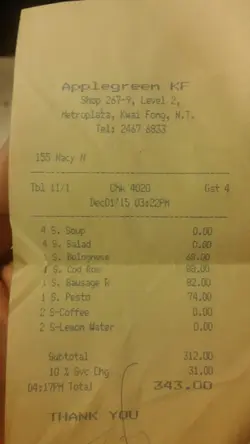 Applegreen KF
Shop 267-9, Level 2,
Metroplaza, Kwai Fong, N.T.
Tel: 2467 6833
155 Macy N
Tbl 11/1 Chk 4020 Gst 4
Dec01'15 03:22PM
4 S. Soup 0.00
4 S. Salad 0.00
1 S. Bolognese 68.00
1 S. Cod Roe 88.00
1 S. Sausage 82.00
1 S. Pesto 74.00
2 S-Coffee 0.00
2 S-Lemon Water 0.00
Subtotal 312.00
10 % Svc Chg 31.00
04:17PM Total 343.00
THANK YOU